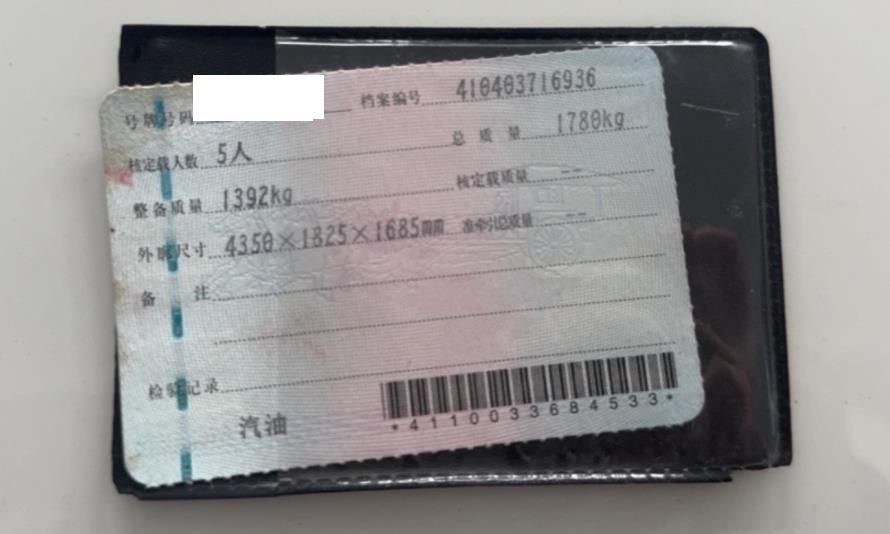 号牌号码 档案编号 410403716936
核定载人数 5人 总质量 1780kg
整备质量 1392kg 核定载质量 --
外廓尺寸 4350×1825×1685mm 准牵引总质量 --
备注
检验记录
汽油
*4110033684533*